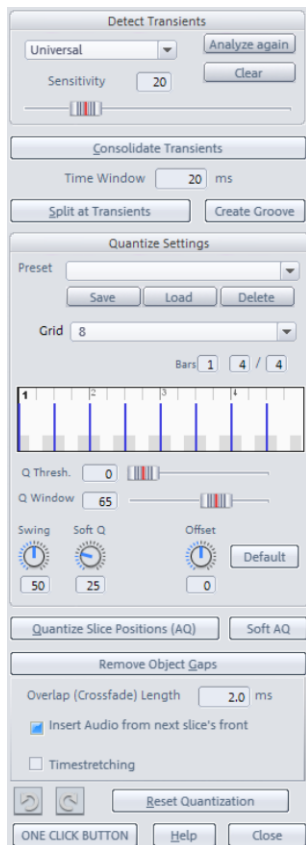 Detect Transients
Universal
Analyze again
Sensitivity 20
Clear
Consolidate Transients
Time Window 20 ms
Split at Transients Create Groove
Quantize Settings
Preset
Save Load Delete
Grid 8
Bars 1 4 / 4
1 2 3 4
Q Thresh. 0
Q Window 65
Swing Soft Q Offset
Default
50 25 0
Quantize Slice Positions (AQ) Soft AQ
Remove Object Gaps
Overlap (Crossfade) Length 2.0 ms
Insert Audio from next slice's front
Timestretching
Reset Quantization
ONE CLICK BUTTON Help Close